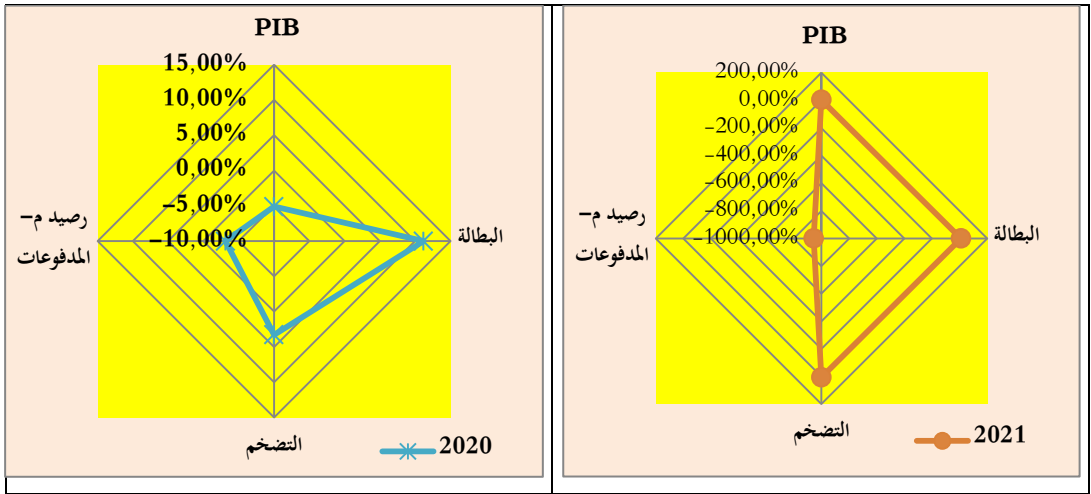 PIB
15,00%
10,00%
5,00%
0,00%
-5,00%
-10,00%
رصيد م-
المدفوعات
البطالة
التضخم
2020
PIB
200,00%
0,00%
-200,00%
-400,00%
-600,00%
-800,00%
-1000,00%
رصيد م-
المدفوعات
البطالة
التضخم
2021